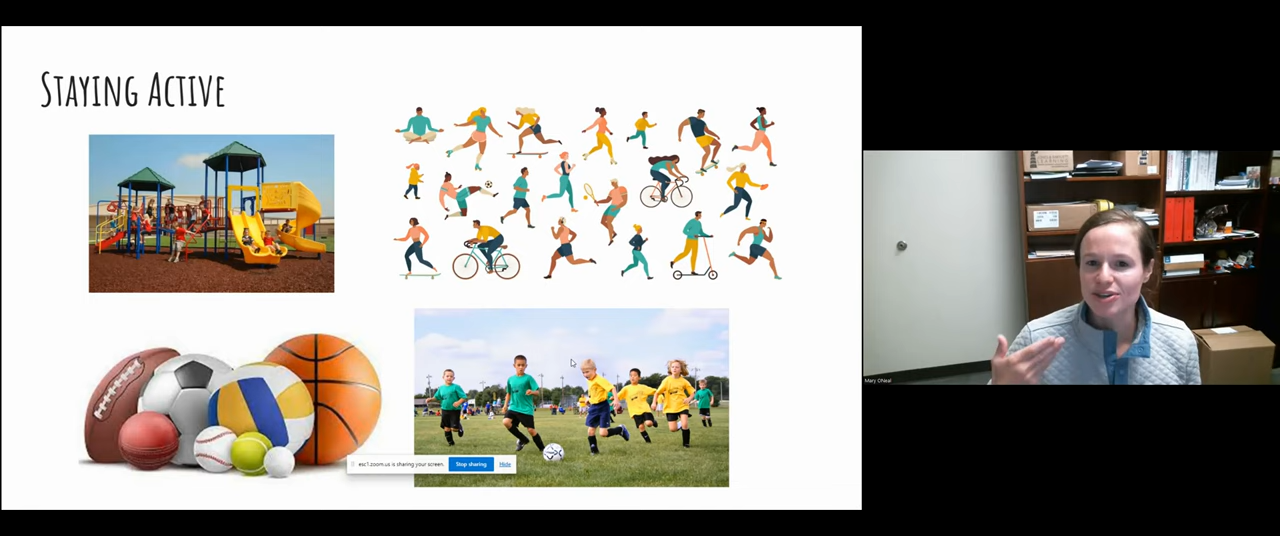 STAYING ACTIVE
esc1.zoom.us is sharing your screen.
Stop sharing
Hide
Mary ONeal